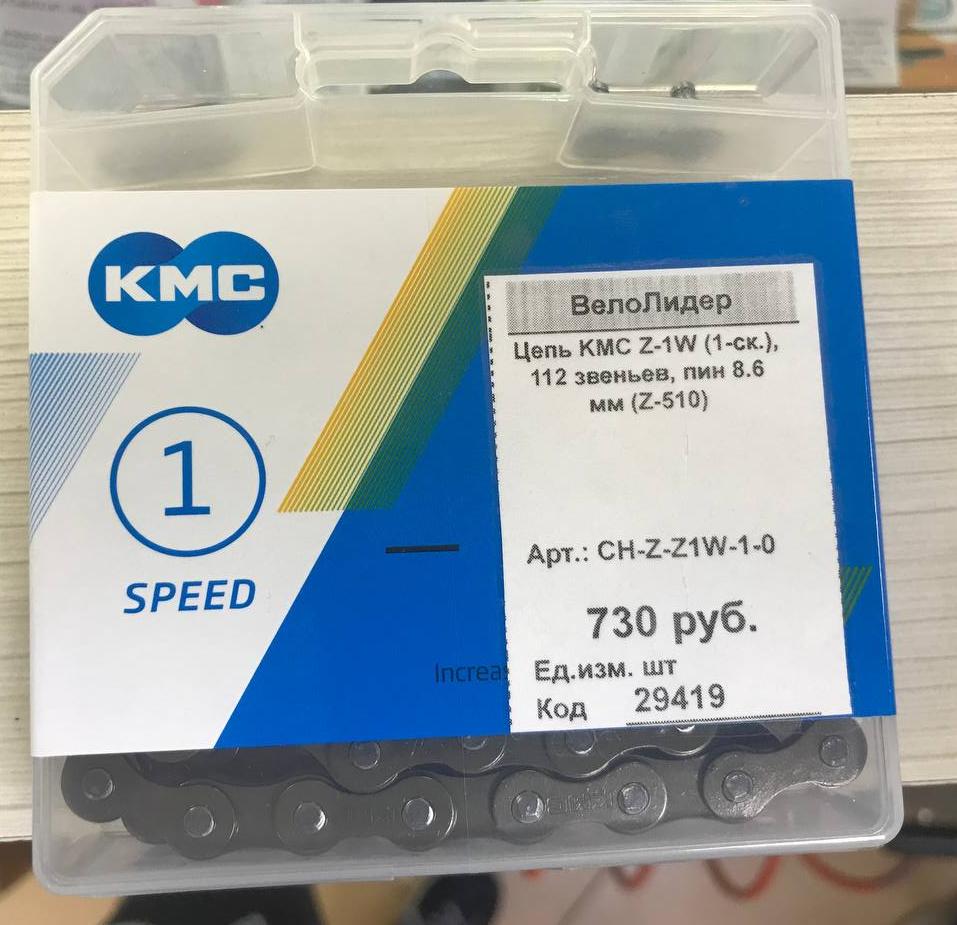 KMC
1
SPEED
Increa
ВелоЛидер
Цепь KMC Z-1W (1-ск.),
112 звеньев, пин 8.6
мм (Z-510)
Арт.: CH-Z-Z1W-1-0
730 руб.
Ед.изм. шт
Код 29419